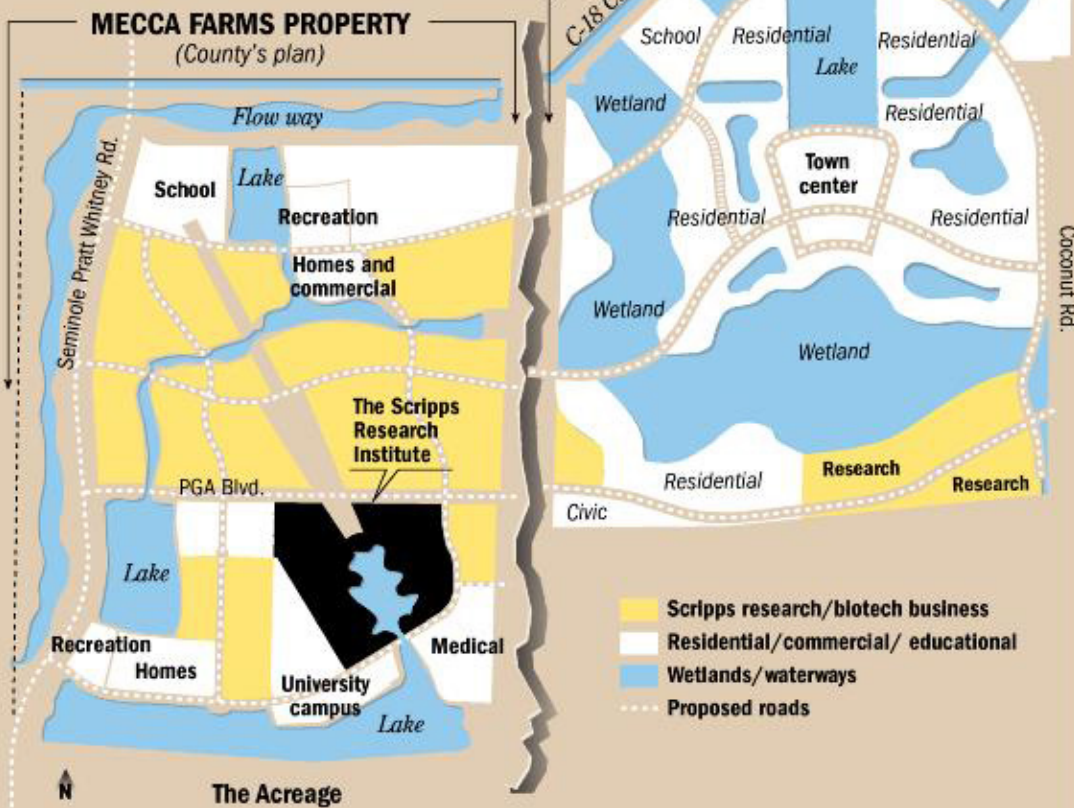 MECCA FARMS PROPERTY
(County's plan)
C-18 C
School
Residential
Residential
Lake
Wetland
Residential
Flow way
Seminole Pratt Whitney Rd.
School
Lake
Recreation
Town
center
Residential
Residential
Coconut Rd.
Homes and
commercial
Wetland
Wetland
The Scripps
Research
Institute
PGA Blvd.
Residential
Research
Research
Civic
Lake
Recreation
Homes
University
campus
Medical
Lake
Scripps research/biotech business
Residential/commercial/ educational
Wetlands/waterways
Proposed roads
N
The Acreage